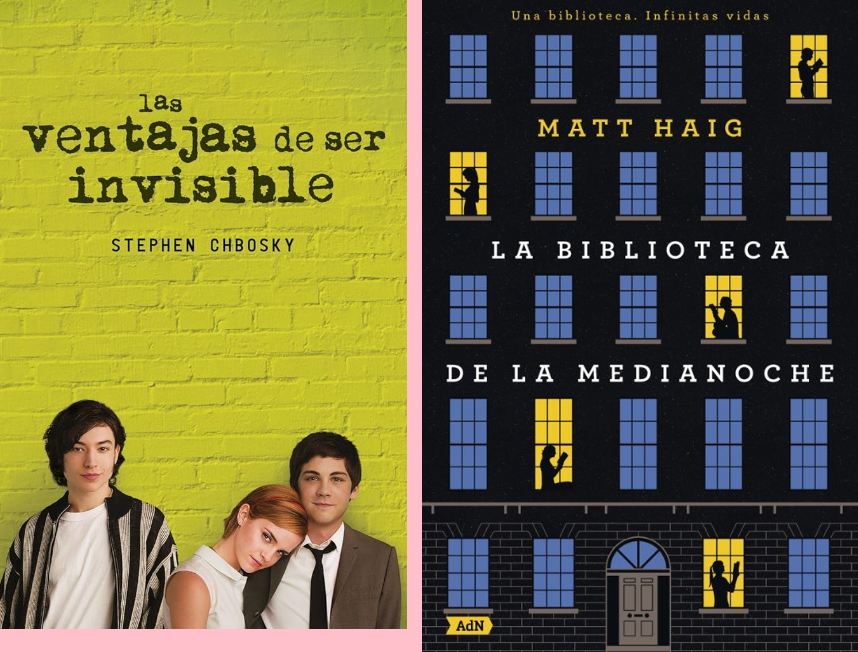 las
ventajas de ser
invisible
STEPHEN CHBOSKY
Una biblioteca. Infinitas vidas
MATT HAIG
LA BIBLIOTECA
DE LA MEDIANOCHE
AdN